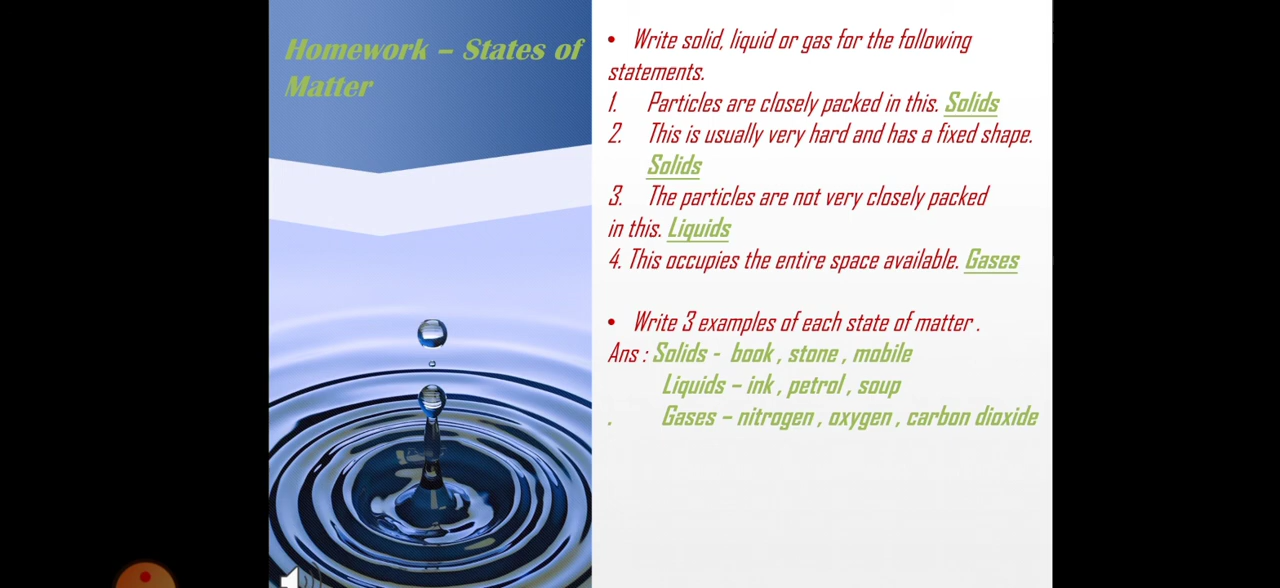 Homework – States of
Matter
• Write solid, liquid or gas for the following
statements.
1. Particles are closely packed in this. Solids
2. This is usually very hard and has a fixed shape.
Solids
3. The particles are not very closely packed
in this. Liquids
4. This occupies the entire space available. Gases
• Write 3 examples of each state of matter .
Ans : Solids - book , stone , mobile
Liquids – ink , petrol , soup
. Gases – nitrogen , oxygen , carbon dioxide